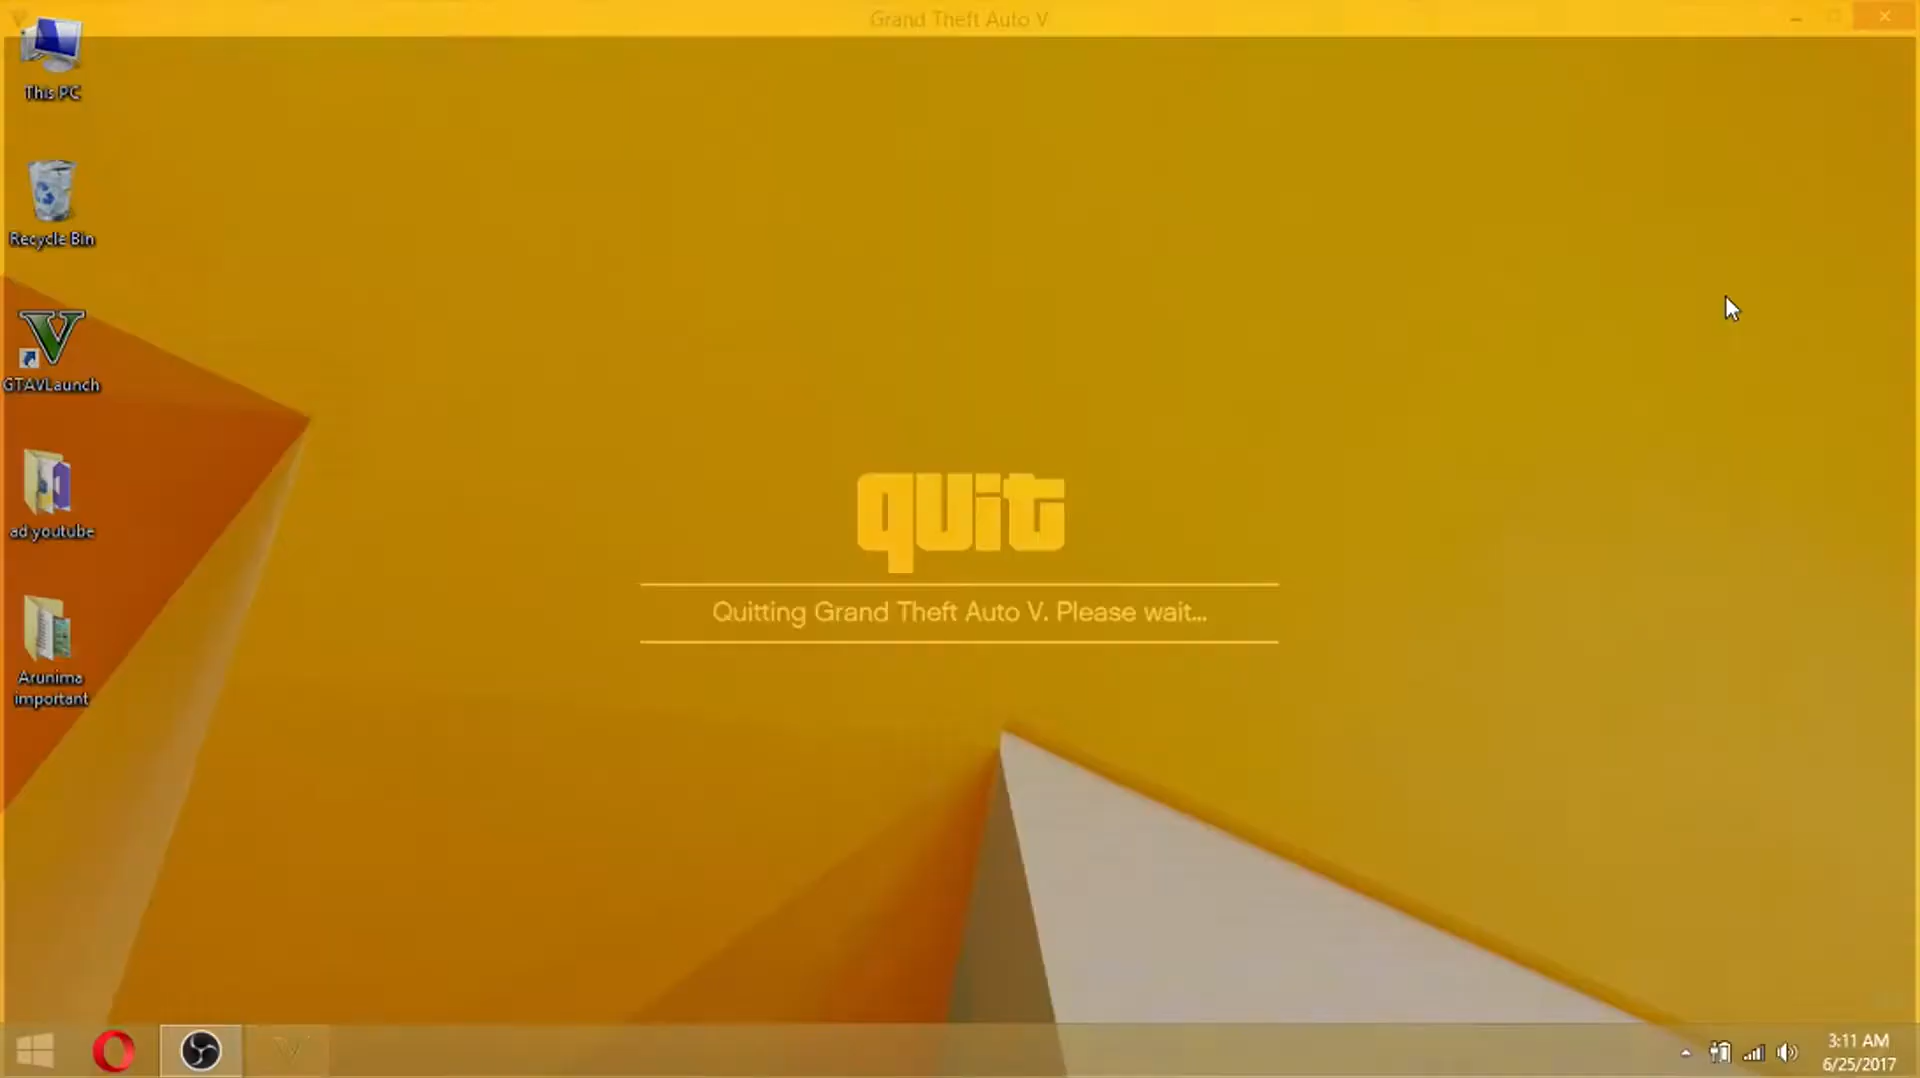 Grand Theft Auto V
This PC
Recycle Bin
GTAVLaunch
ad youtube
Arunima
important
quit
Quitting Grand Theft Auto V. Please wait...
3:11 AM
6/25/2017